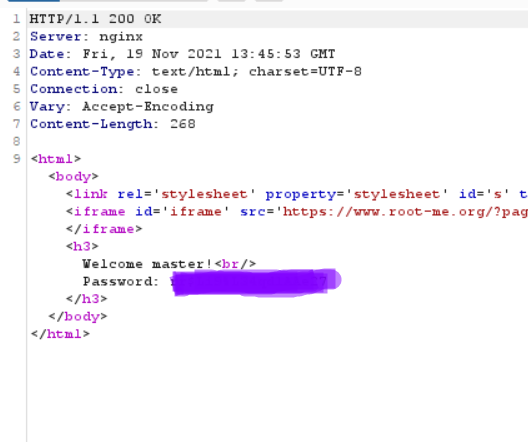 1 HTTP/1.1 200 OK
2 Server: nginx
3 Date: Fri, 19 Nov 2021 13:45:53 GMT
4 Content-Type: text/html; charset=UTF-8
5 Connection: close
6 Vary: Accept-Encoding
7 Content-Length: 268
8
9 <html>
<body>
<link rel='stylesheet' property='stylesheet' id='s' t
<iframe id='iframe' src='https://www.root-me.org/?pag
</iframe>
<h3>
Welcome master!<br/>
Password:
</h3>
</body>
</html>